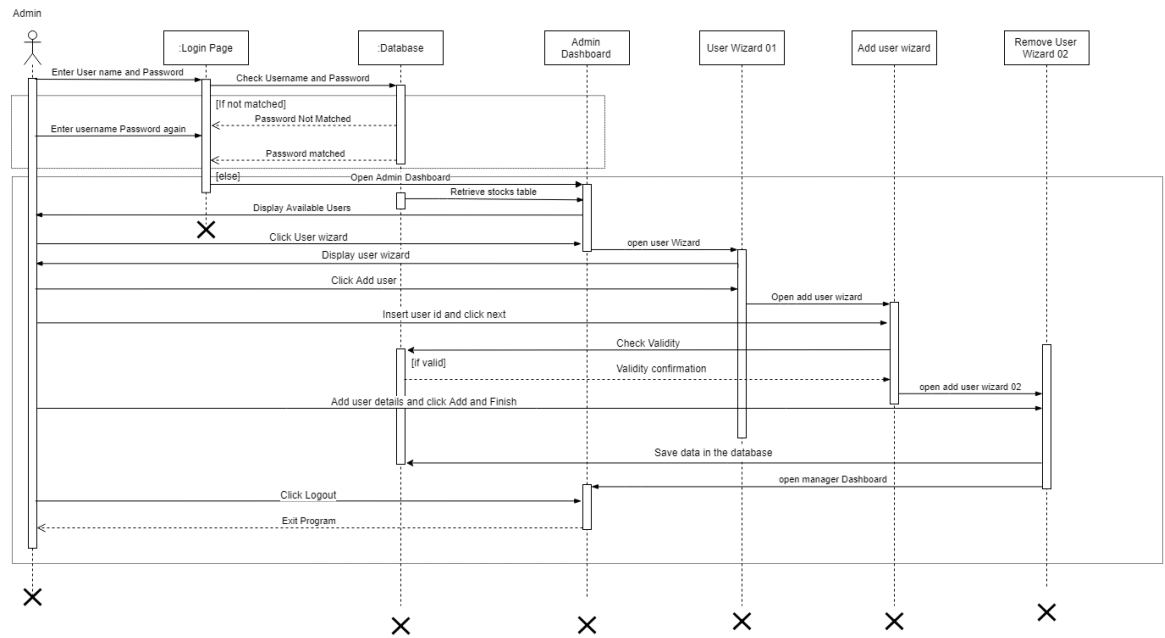 Admin
:Login Page
:Database
Admin
Dashboard
User Wizard 01
Add user wizard
Remove User
Wizard 02
Enter User name and Password
Check Username and Password
[If not matched]
Password Not Matched
Enter username Password again
Password matched
[else]
Open Admin Dashboard
Retrieve stocks table
Display Available Users
Click User wizard
open user Wizard
Display user wizard
Click Add user
Open add user wizard
Insert user id and click next
Check Validity
[if valid]
Validity confirmation
open add user wizard 02
Add user details and click Add and Finish
Save data in the database
open manager Dashboard
Click Logout
Exit Program